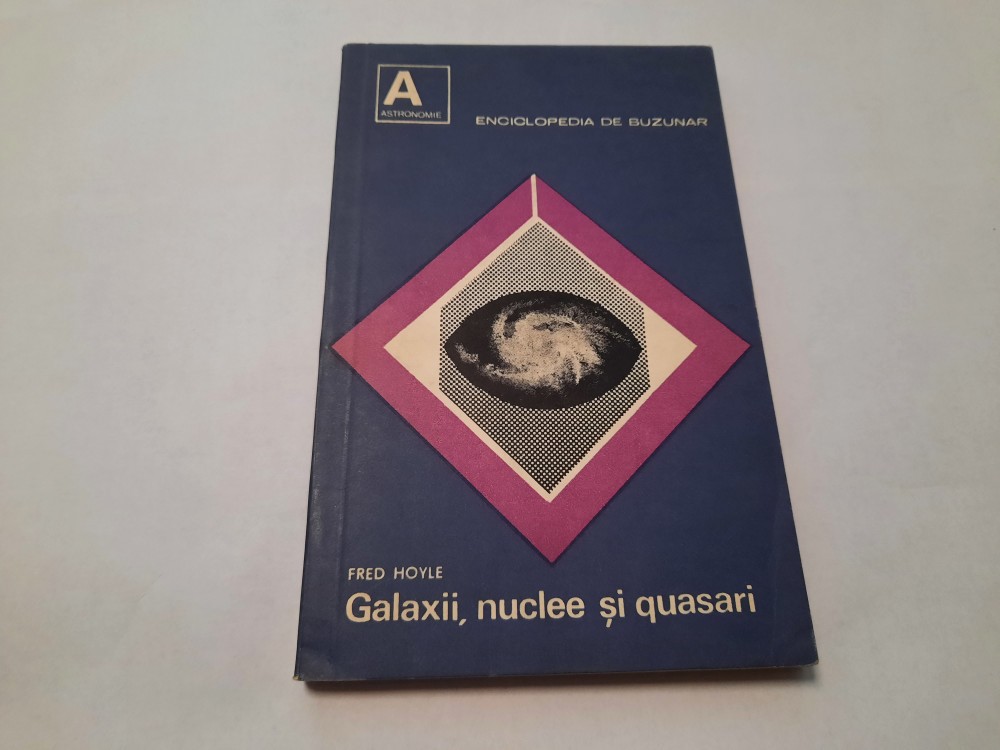 A
ASTRONOMIE
ENCICLOPEDIA DE BUZUNAR
FRED HOYLE
Galaxii, nuclee și quasari